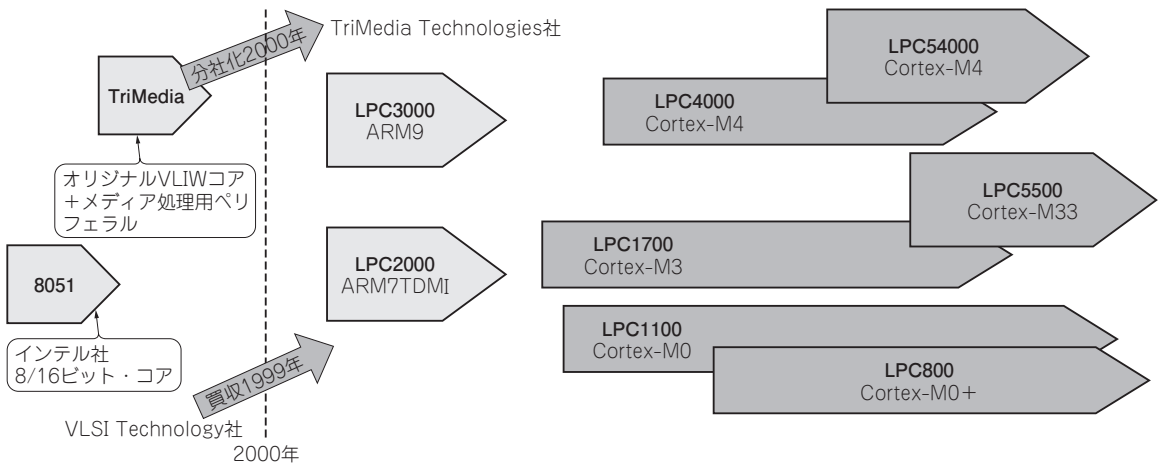 分社化2000年
TriMedia Technologies社
TriMedia
オリジナルVLIWコア
＋メディア処理用ペリ
フェラル
8051
インテル社
8/16ビット・コア
買収1999年
VLSI Technology社
2000年
LPC3000
ARM9
LPC2000
ARM7TDMI
LPC54000
Cortex-M4
LPC4000
Cortex-M4
LPC5500
Cortex-M33
LPC1700
Cortex-M3
LPC1100
Cortex-M0
LPC800
Cortex-M0＋